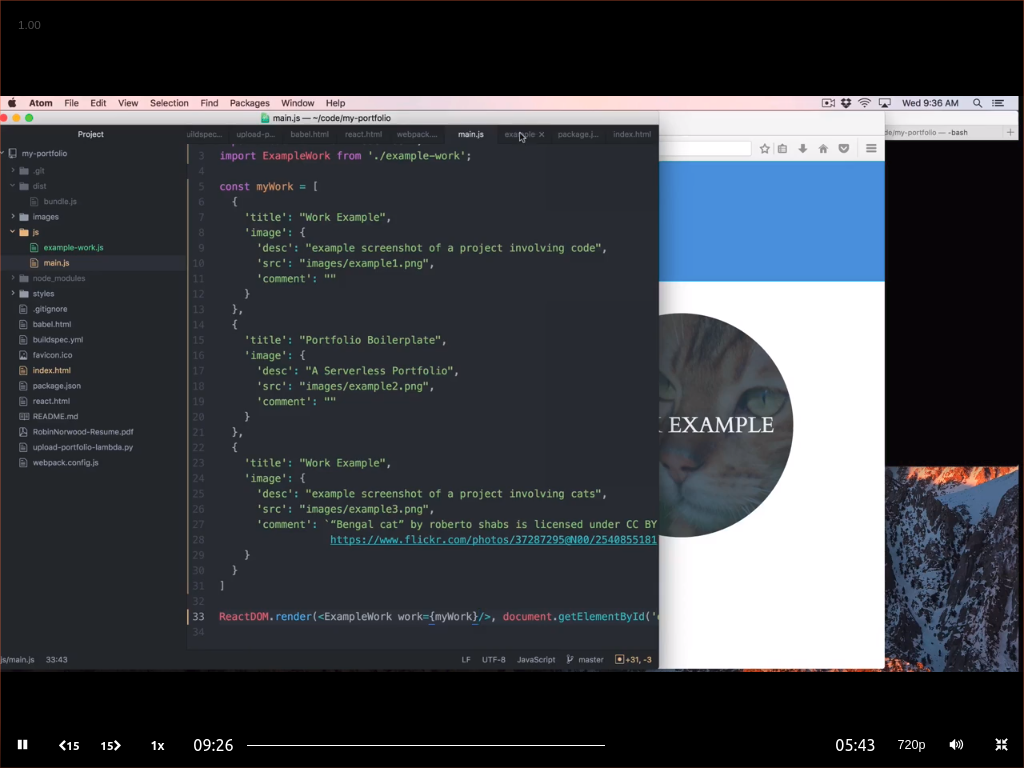 1.00
Atom File Edit View Selection Find Packages Window Help
Wed 9:36 AM
main.js — ~/code/my-portfolio
de/my-portfolio — -bash
Project
uildspec... upload-p... babel.html react.html webpack... main.js example package.j... index.html
my-portfolio
.git
dist
bundle.js
images
js
example-work.js
main.js
node_modules
styles
.gitignore
babel.html
buildspec.yml
favicon.ico
index.html
package.json
react.html
README.md
RobinNorwood-Resume.pdf
upload-portfolio-lambda.py
webpack.config.js
3 import ExampleWork from './example-work';
4
5 const myWork = [
6 {
7 'title': "Work Example",
8 'image': {
9 'desc': "example screenshot of a project involving code",
10 'src': "images/example1.png",
11 'comment': ""
12 }
13 },
14 {
15 'title': "Portfolio Boilerplate",
16 'image': {
17 'desc': "A Serverless Portfolio",
18 'src': "images/example2.png",
19 'comment': ""
20 }
21 },
22 {
23 'title': "Work Example",
24 'image': {
25 'desc': "example screenshot of a project involving cats",
26 'src': "images/example3.png",
27 'comment': `“Bengal cat” by roberto shabs is licensed under CC BY
28 https://www.flickr.com/photos/37287295@N00/2540855181
29 }
30 }
31 ]
32
33 ReactDOM.render(<ExampleWork work={myWork}/>, document.getElementById('
34
EXAMPLE
js/main.js 33:43
LF UTF-8 JavaScript master +31, -3
15 15 1x 09:26 05:43 720p